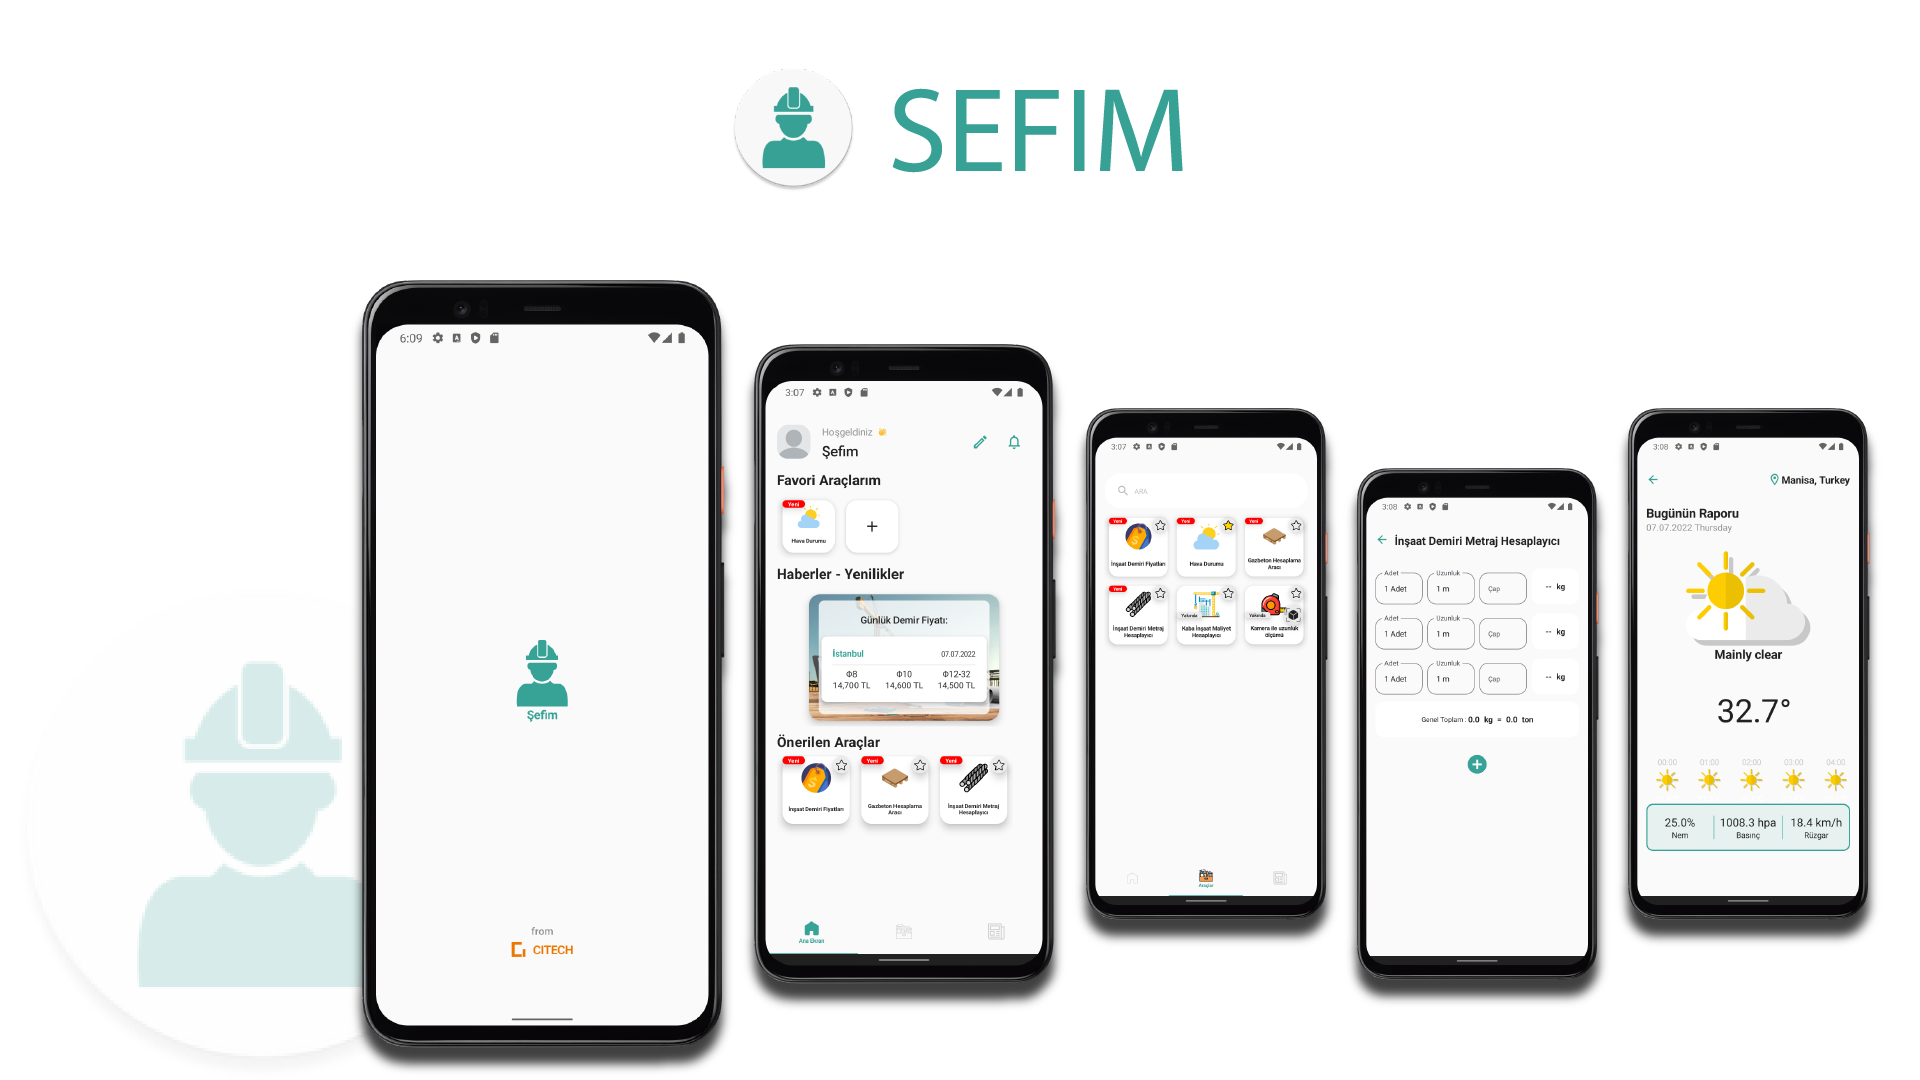 SEFIM
6:09
Şefim
from
CITECH
3:07
Hoşgeldiniz
Şefim
Favori Araçlarım
Yeni
Hava Durumu
+
Haberler - Yenilikler
Günlük Demir Fiyatı:
İstanbul 07.07.2022
Φ8 Φ10 Φ12-32
14,700 TL 14,600 TL 14,500 TL
Önerilen Araçlar
Yeni Yeni Yeni
İnşaat Demiri Fiyatları
Gazbeton Hesaplama
Aracı
İnşaat Demiri Metraj
Hesaplayıcı
Ana Ekran
3:07
ARA
Yeni Yeni Yeni
İnşaat Demiri Fiyatları
Hava Durumu
Gazbeton Hesaplama
Aracı
Yeni
Yakında
Yakında
İnşaat Demiri Metraj
Hesaplayıcı
Kaba İnşaat Maliyet
Hesaplayıcı
Kamera ile uzunluk
ölçümü
Araçlar
3:08
İnşaat Demiri Metraj Hesaplayıcı
Adet Uzunluk
1 Adet 1 m Çap -- kg
Adet Uzunluk
1 Adet 1 m Çap -- kg
Adet Uzunluk
1 Adet 1 m Çap -- kg
Genel Toplam : 0.0 kg = 0.0 ton
3:08
Manisa, Turkey
Bugünün Raporu
07.07.2022 Thursday
Mainly clear
32.7°
00:00 01:00 02:00 03:00 04:00
25.0% 1008.3 hpa 18.4 km/h
Nem Basınç Rüzgar